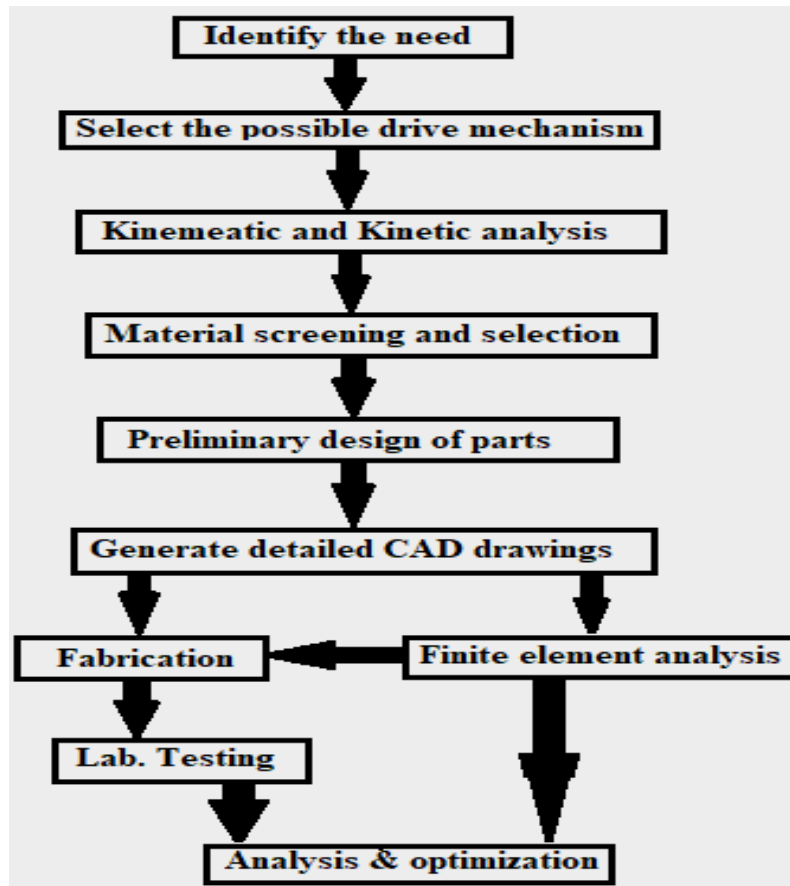 Identify the need
Select the possible drive mechanism
Kinemeatic and Kinetic analysis
Material screening and selection
Preliminary design of parts
Generate detailed CAD drawings
Fabrication
Finite element analysis
Lab. Testing
Analysis & optimization